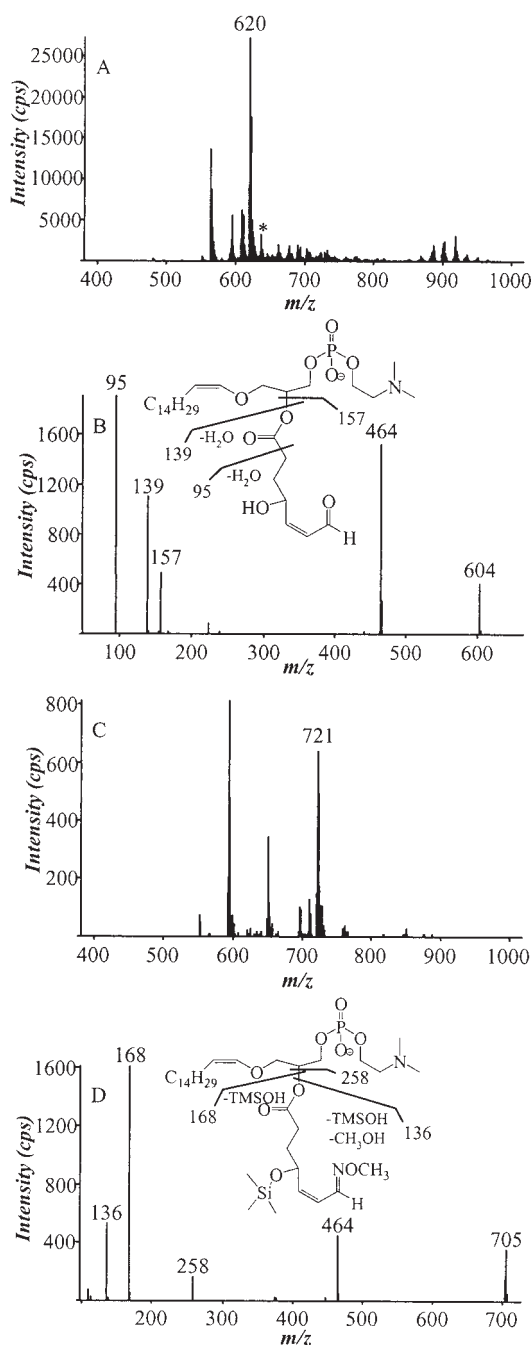 620
25000
20000
15000
10000
5000
Intensity (cps)
A
*
400 500 600 700 800 900 1000
m/z
O
P
O
O⊖
O
N
C14H29
O
O
157
139
-H2O
O
95
-H2O
HO
O
H
95
B
139
157
464
604
1600
1200
800
400
Intensity (cps)
100 200 300 400 500 600
m/z
800
600
400
200
Intensity (cps)
C
721
400 500 600 700 800 900 1000
m/z
O
P
O
O⊖
O
N
C14H29
O
O
258
168
-TMSOH
O
136
-TMSOH
-CH3OH
O
Si
NOCH3
H
168
D
136
258
464
705
1600
1200
800
400
Intensity (cps)
200 300 400 500 600 700
m/z